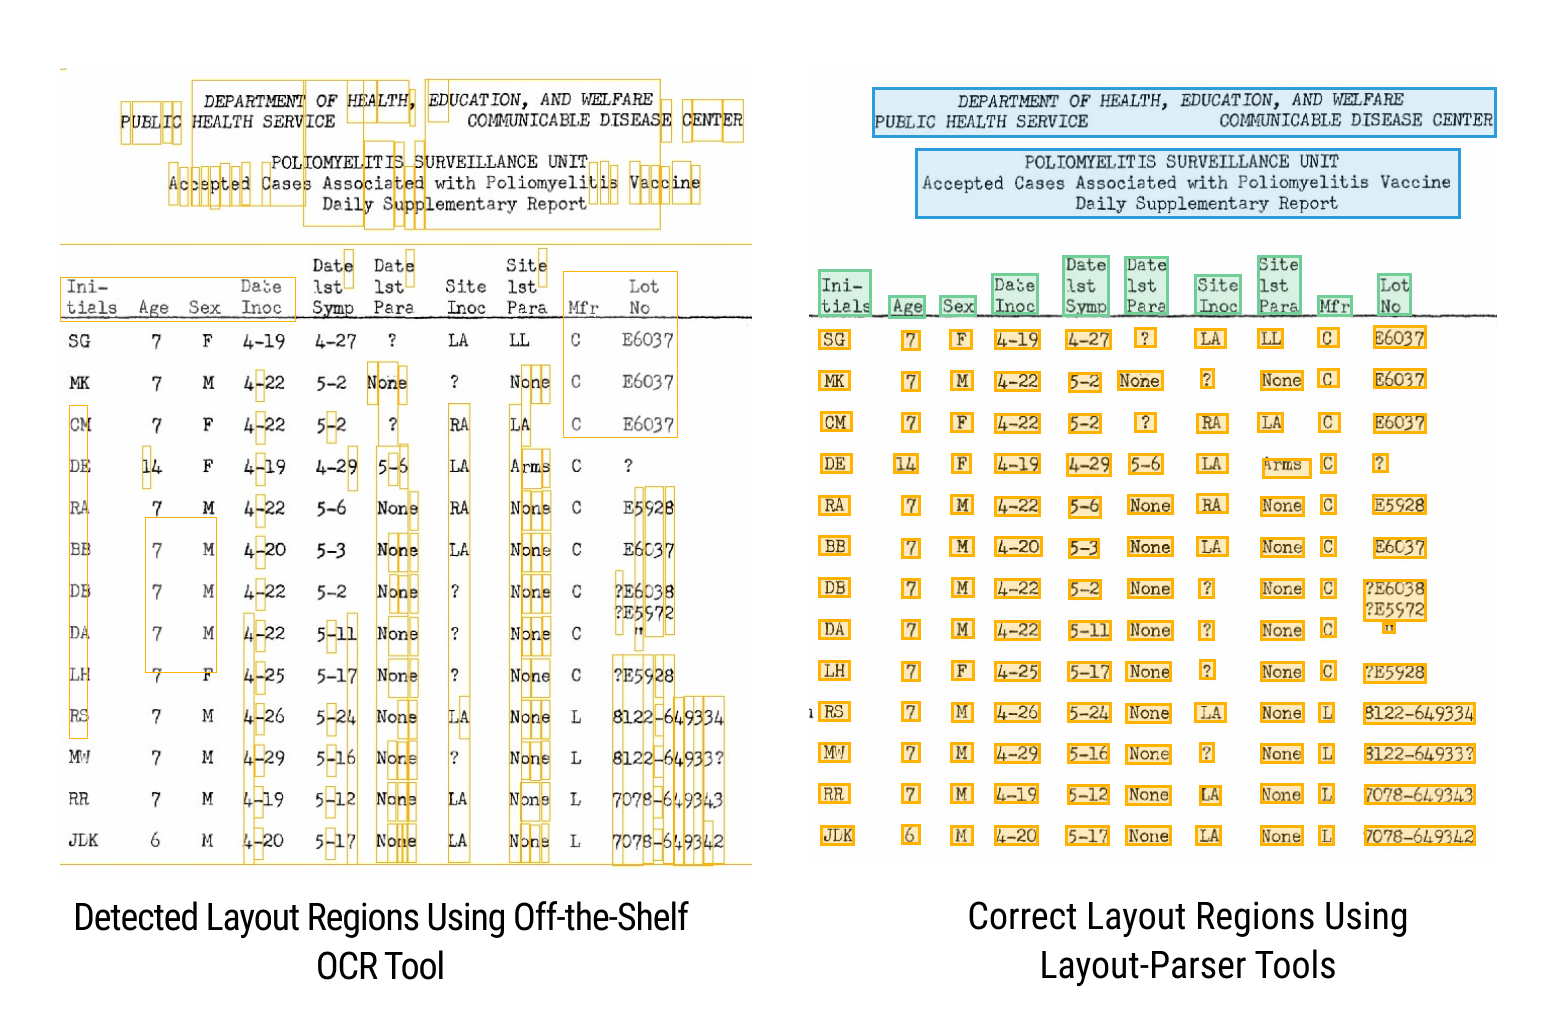 DEPARTMENT OF HEALTH, EDUCATION, AND WELFARE
PUBLIC HEALTH SERVICE COMMUNICABLE DISEASE CENTER
POLIOMYELITIS SURVEILLANCE UNIT
Accepted Cases Associated with Poliomyelitis Vaccine
Daily Supplementary Report
Date Date Site
Ini- Date 1st 1st Site 1st Lot
tials Age Sex Inoc Symp Para Inoc Para Mfr No
SG 7 F 4-19 4-27 ? LA LL C E6037
MK 7 M 4-22 5-2 None ? None C E6037
CM 7 F 4-22 5-2 ? RA LA C E6037
DE 14 F 4-19 4-29 5-6 LA Arms C ?
RA 7 M 4-22 5-6 None RA None C E5928
BB 7 M 4-20 5-3 None LA None C E6037
DB 7 M 4-22 5-2 None ? None C ?E6038
?E5972
DA 7 M 4-22 5-11 None ? None C "
LH 7 F 4-25 5-17 None ? None C ?E5928
RS 7 M 4-26 5-24 None LA None L 8122-649334
MW 7 M 4-29 5-16 None ? None L 8122-64933?
RR 7 M 4-19 5-12 None LA None L 7078-649343
JDK 6 M 4-20 5-17 None LA None L 7078-649342
Detected Layout Regions Using Off-the-Shelf
OCR Tool
DEPARTMENT OF HEALTH, EDUCATION, AND WELFARE
PUBLIC HEALTH SERVICE COMMUNICABLE DISEASE CENTER
POLIOMYELITIS SURVEILLANCE UNIT
Accepted Cases Associated with Poliomyelitis Vaccine
Daily Supplementary Report
Date Date Site
Ini- Date 1st 1st Site 1st Lot
tials Age Sex Inoc Symp Para Inoc Para Mfr No
SG 7 F 4-19 4-27 ? LA LL C E6037
MK 7 M 4-22 5-2 None ? None C E6037
CM 7 F 4-22 5-2 ? RA LA C E6037
DE 14 F 4-19 4-29 5-6 LA Arms C ?
RA 7 M 4-22 5-6 None RA None C E5928
BB 7 M 4-20 5-3 None LA None C E6037
DB 7 M 4-22 5-2 None ? None C ?E6038
?E5972
DA 7 M 4-22 5-11 None ? None C "
LH 7 F 4-25 5-17 None ? None C ?E5928
RS 7 M 4-26 5-24 None LA None L 8122-649334
MW 7 M 4-29 5-16 None ? None L 8122-64933?
RR 7 M 4-19 5-12 None LA None L 7078-649343
JDK 6 M 4-20 5-17 None LA None L 7078-649342
Correct Layout Regions Using
Layout-Parser Tools